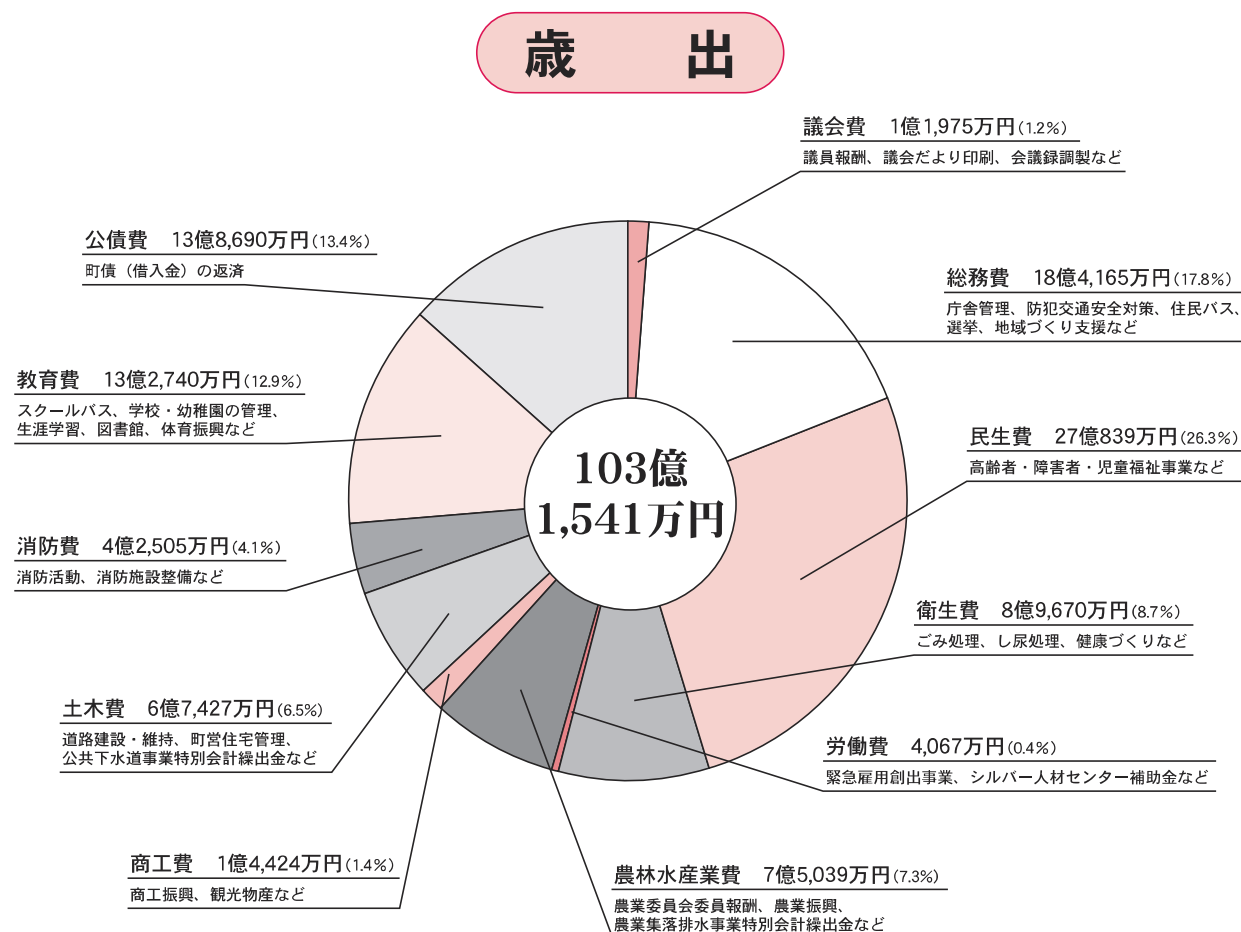 歳　出
議会費　1億1,975万円(1.2%)
議員報酬、議会だより印刷、会議録調製など
総務費　18億4,165万円(17.8%)
庁舎管理、防犯交通安全対策、住民バス、
選挙、地域づくり支援など
民生費　27億839万円(26.3%)
高齢者・障害者・児童福祉事業など
衛生費　8億9,670万円(8.7%)
ごみ処理、し尿処理、健康づくりなど
労働費　4,067万円(0.4%)
緊急雇用創出事業、シルバー人材センター補助金など
農林水産業費　7億5,039万円(7.3%)
農業委員会委員報酬、農業振興、
農業集落排水事業特別会計繰出金など
商工費　1億4,424万円(1.4%)
商工振興、観光物産など
土木費　6億7,427万円(6.5%)
道路建設・維持、町営住宅管理、
公共下水道事業特別会計繰出金など
消防費　4億2,505万円(4.1%)
消防活動、消防施設整備など
教育費　13億2,740万円(12.9%)
スクールバス、学校・幼稚園の管理、
生涯学習、図書館、体育振興など
公債費　13億8,690万円(13.4%)
町債（借入金）の返済
103億
1,541万円